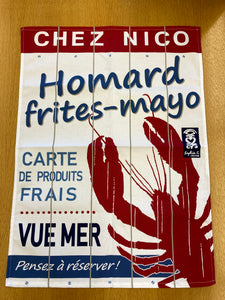 CHEZ NICO
Homard
frites-mayo
CARTE
DE PRODUITS
FRAIS
VUE MER
Pensez à réserver!